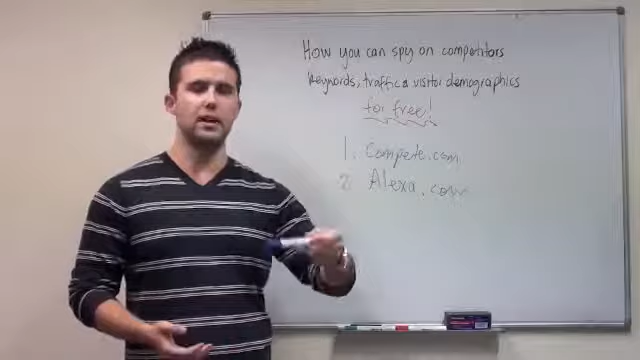 How you can spy on competitors
Keywords, traffic & visitor demographics
for free!
1. Compete.com
2. Alexa.com